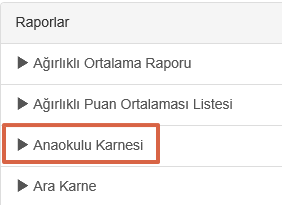 Raporlar
▶ Ağırlıklı Ortalama Raporu
▶ Ağırlıklı Puan Ortalaması Listesi
▶ Anaokulu Karnesi
▶ Ara Karne